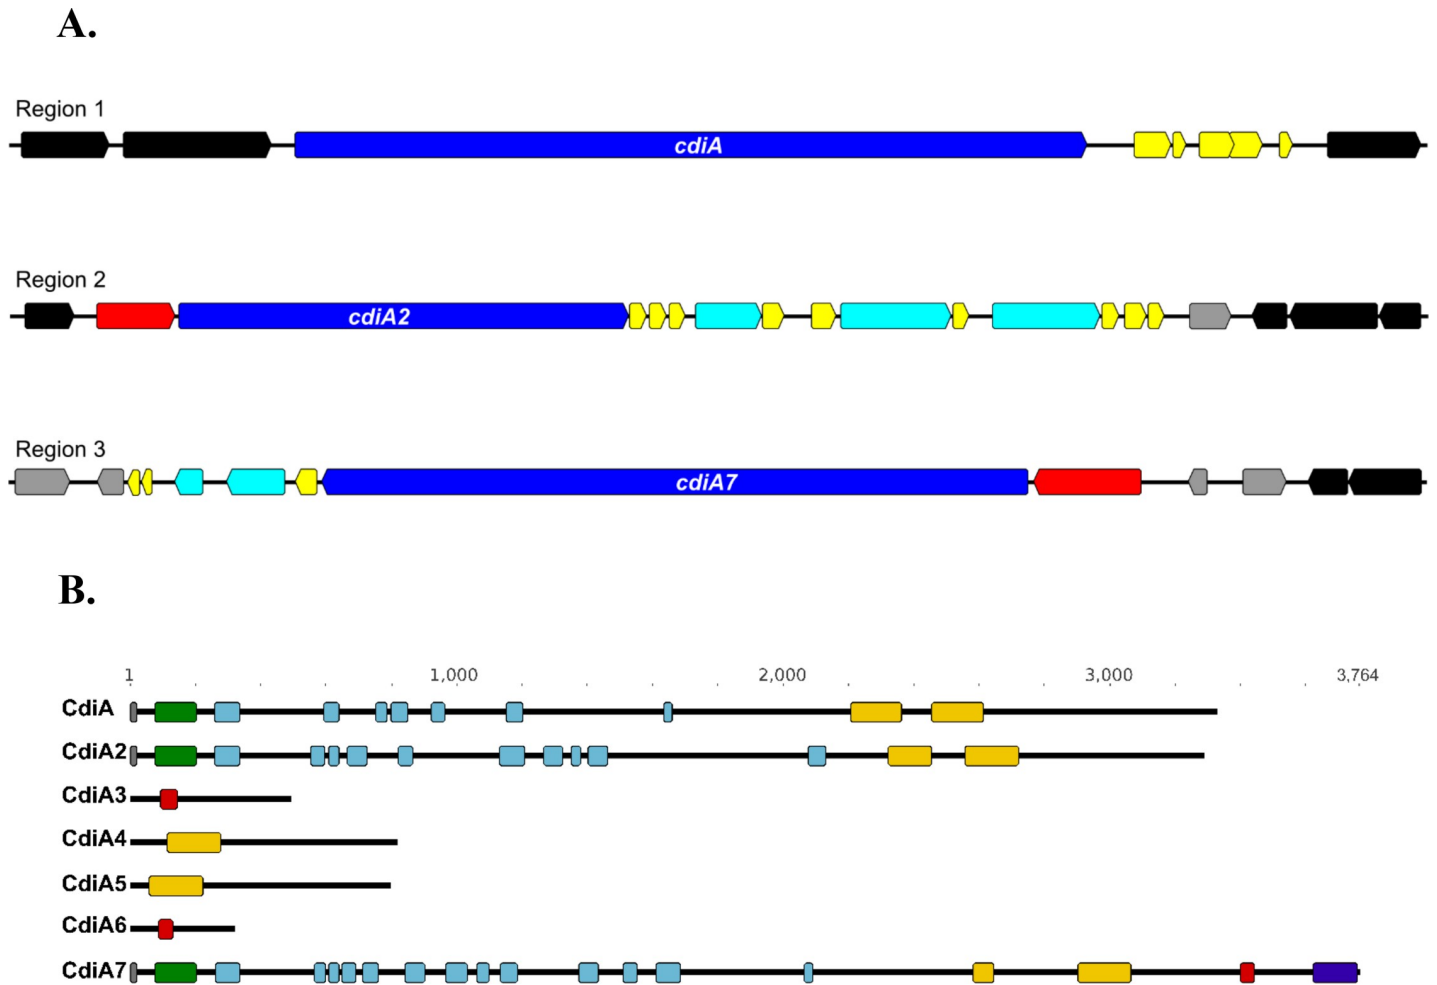 A.
Region 1
cdiA
Region 2
cdiA2
Region 3
cdiA7
B.
1 1,000 2,000 3,000 3,764
CdiA
CdiA2
CdiA3
CdiA4
CdiA5
CdiA6
CdiA7